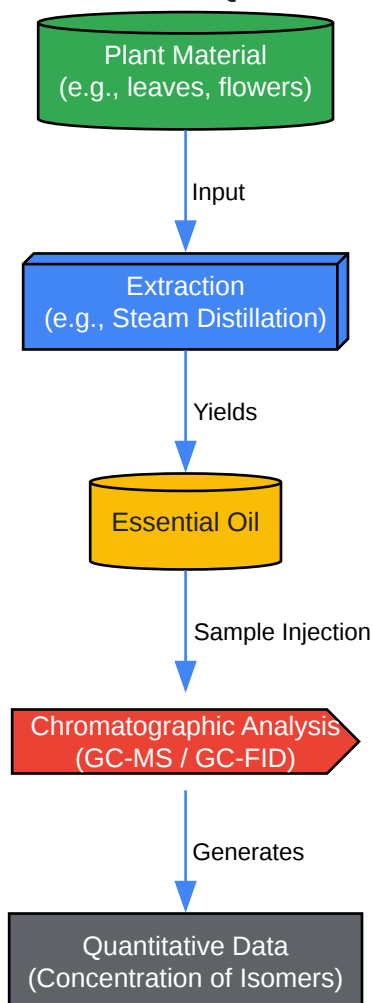 Plant Material
(e.g., leaves, flowers)
Input
Extraction
(e.g., Steam Distillation)
Yields
Essential Oil
Sample Injection
Chromatographic Analysis
(GC-MS / GC-FID)
Generates
Quantitative Data
(Concentration of Isomers)